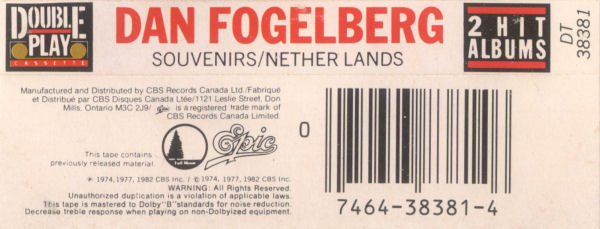 DOUBLE PLAY
CASSETTE
DAN FOGELBERG
SOUVENIRS/NETHER LANDS
2 HIT
ALBUMS
DT
38381
Manufactured and Distributed by CBS Records Canada Ltd./Fabriqué
et Distribué par CBS Disques Canada Ltée/1121 Leslie Street, Don
Mills, Ontario M3C 2J9/ Epic is a registered trade mark of
CBS Records Canada Limited.
This tape contains
previously released material.
Full Moon
Epic
℗ 1974, 1977, 1982 CBS Inc. / © 1974, 1977, 1982 CBS Inc.
WARNING: All Rights Reserved.
Unauthorized duplication is a violation of applicable laws.
This tape is mastered to Dolby "B" standards for noise reduction.
Decrease treble response when playing on non-Dolbyized equipment.
0
7464-38381-4